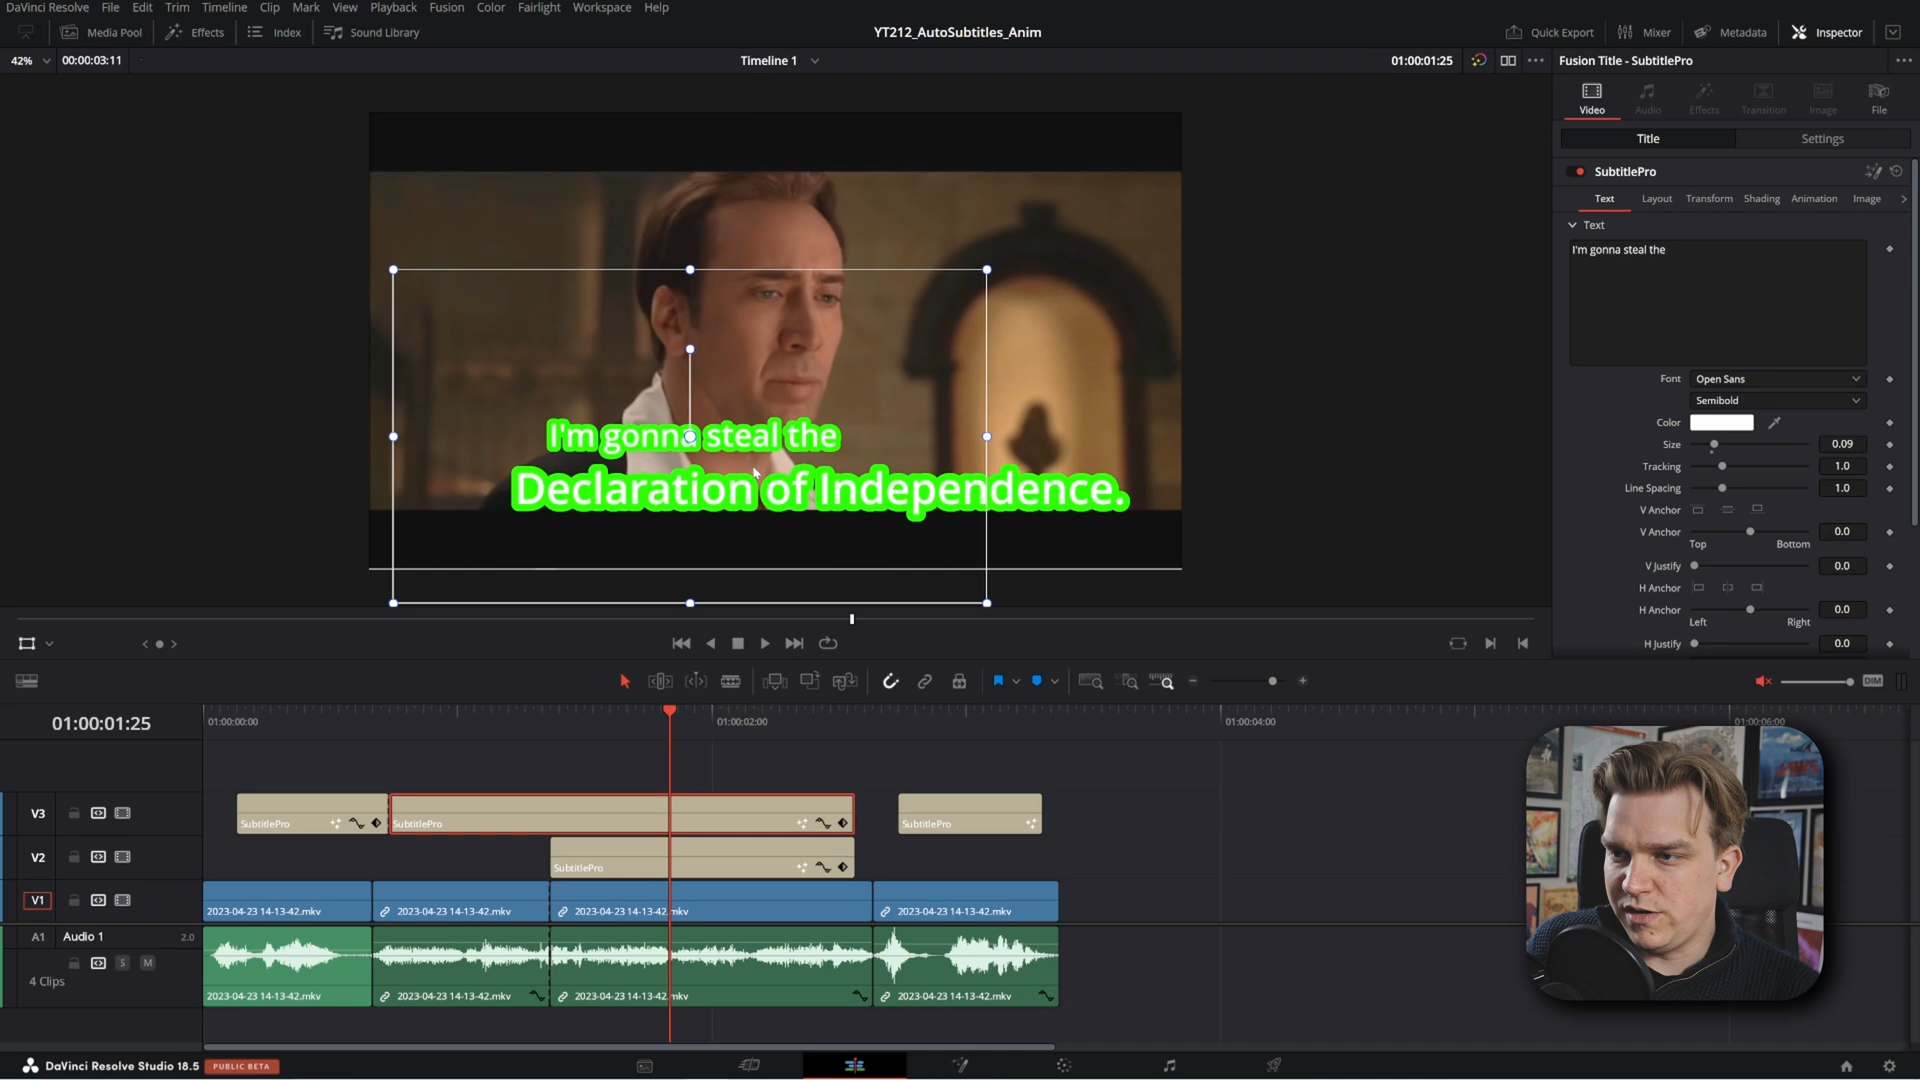 DaVinci Resolve File Edit Trim Timeline Clip Mark View Playback Fusion Color Fairlight Workspace Help
Media Pool Effects Index Sound Library YT212_AutoSubtitles_Anim Quick Export Mixer Metadata Inspector
42% 00:00:03:11 Timeline 1 01:00:01:25 Fusion Title - SubtitlePro
Video Audio Effects Transition Image File
Title Settings
SubtitlePro
Text Layout Transform Shading Animation Image
Text
I'm gonna steal the
Font Open Sans
Semibold
Color
Size 0.09
Tracking 1.0
Line Spacing 1.0
V Anchor
V Anchor 0.0
Top Bottom
V Justify 0.0
H Anchor
H Anchor 0.0
Left Right
H Justify 0.0
I'm gonna steal the
Declaration of Independence.
DIM
01:00:01:25 01:00:00:00 01:00:02:00 01:00:04:00 01:00:06:00
V3 SubtitlePro SubtitlePro SubtitlePro
V2 SubtitlePro
V1 2023-04-23 14-13-42.mkv 2023-04-23 14-13-42.mkv 2023-04-23 14-13-42.mkv 2023-04-23 14-13-42.mkv
A1 Audio 1 2.0
S M
4 Clips
2023-04-23 14-13-42.mkv 2023-04-23 14-13-42.mkv 2023-04-23 14-13-42.mkv 2023-04-23 14-13-42.mkv
DaVinci Resolve Studio 18.5 PUBLIC BETA